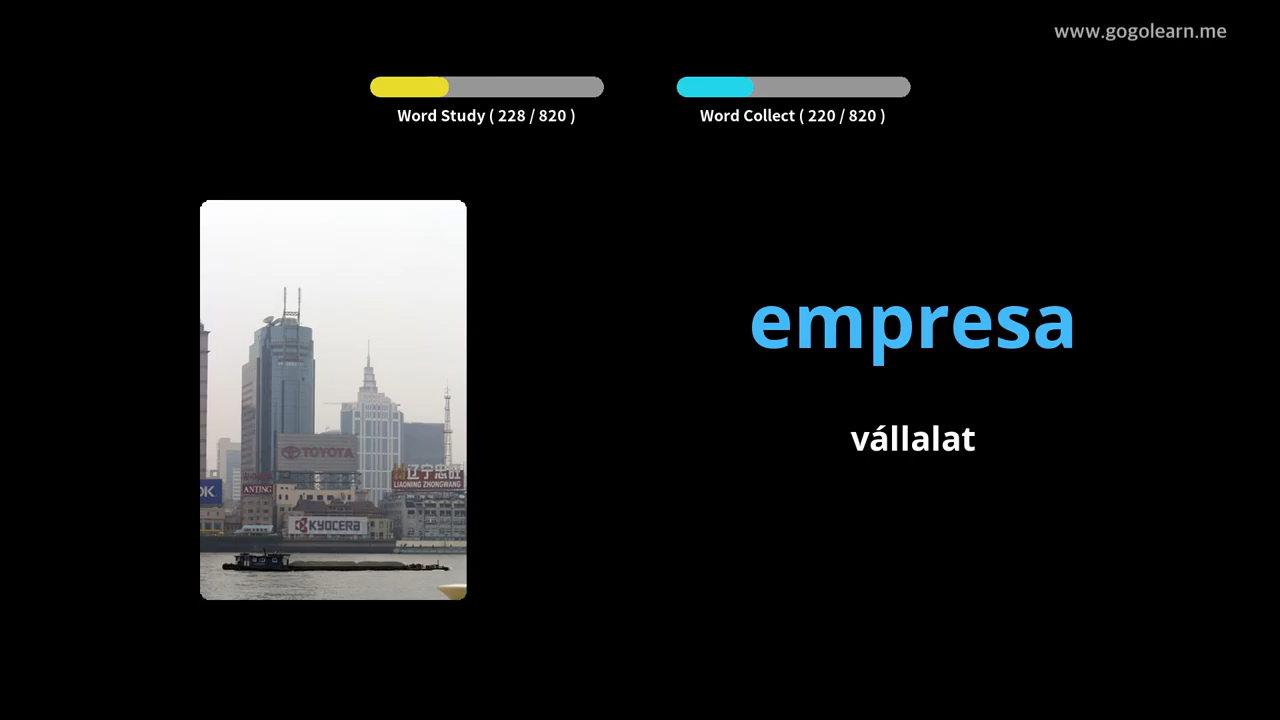 www.gogolearn.me
Word Study ( 228 / 820 )
Word Collect ( 220 / 820 )
empresa
vállalat
TOYOTA
辽宁忠旺
LIAONING ZHONGWANG
OK
ANTING
KYOCERA